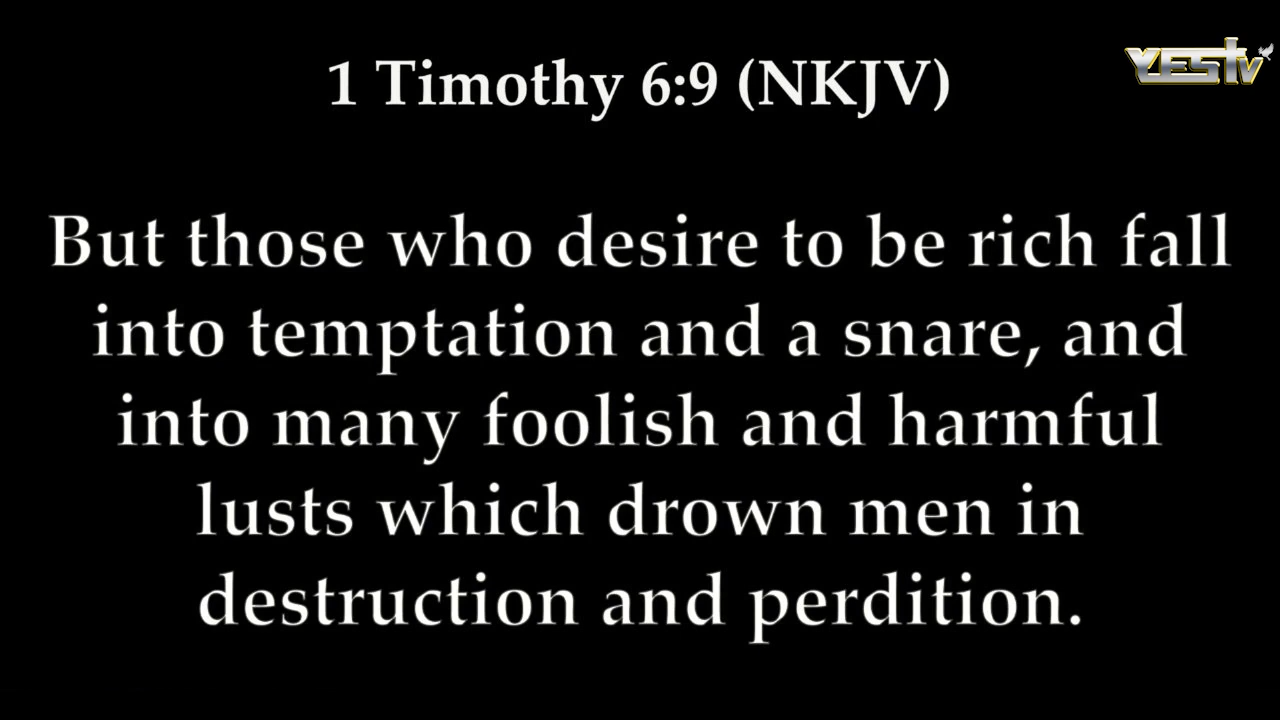 YESTV
1 Timothy 6:9 (NKJV)
But those who desire to be rich fall
into temptation and a snare, and
into many foolish and harmful
lusts which drown men in
destruction and perdition.